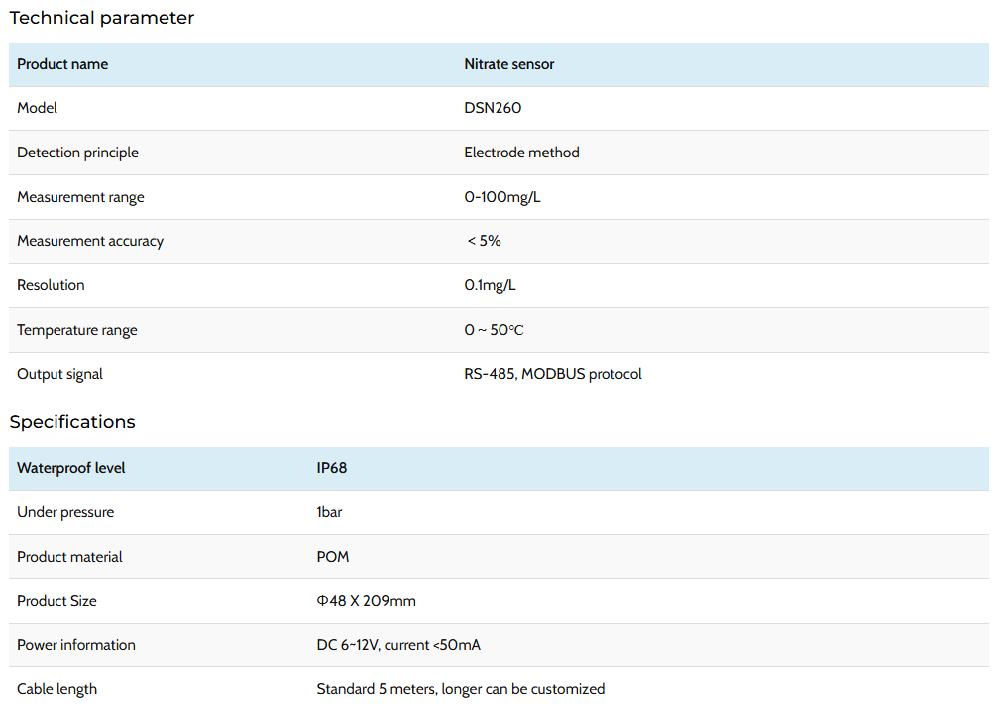 Technical parameter
Product name Nitrate sensor
Model DSN260
Detection principle Electrode method
Measurement range 0-100mg/L
Measurement accuracy < 5%
Resolution 0.1mg/L
Temperature range 0 ~ 50℃
Output signal RS-485, MODBUS protocol
Specifications
Waterproof level IP68
Under pressure 1bar
Product material POM
Product Size Φ48 X 209mm
Power information DC 6~12V, current <50mA
Cable length Standard 5 meters, longer can be customized